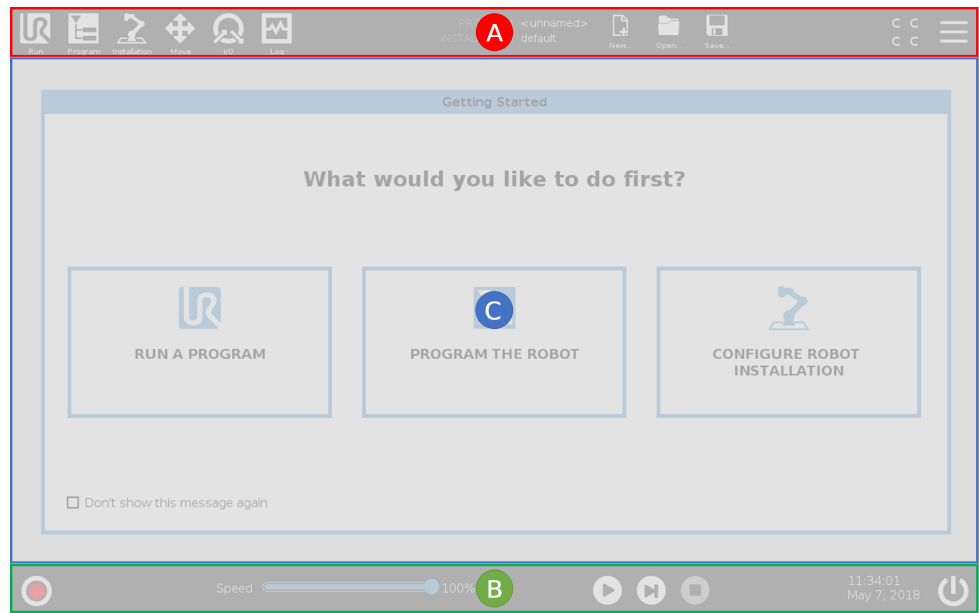 Run Program Installation Move I/O Log
<unnamed>
default
New... Open... Save...
C C
C C
A
Getting Started
What would you like to do first?
C
RUN A PROGRAM
PROGRAM THE ROBOT
CONFIGURE ROBOT
INSTALLATION
Don't show this message again
Speed 100%
B
11:34:01
May 7, 2018